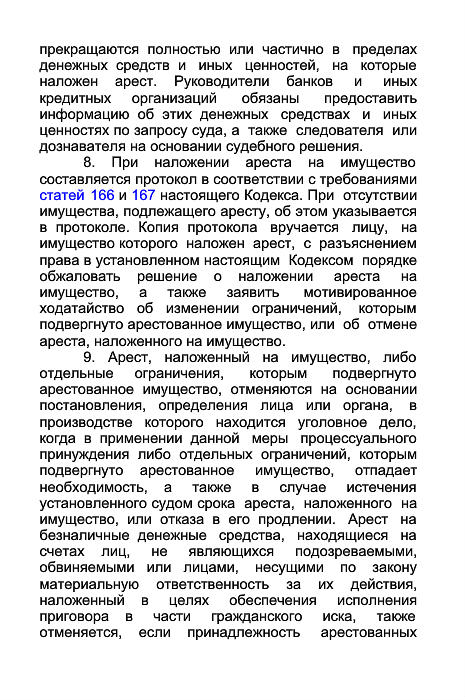 прекращаются полностью или частично в пределах
денежных средств и иных ценностей, на которые
наложен арест. Руководители банков и иных
кредитных организаций обязаны предоставить
информацию об этих денежных средствах и иных
ценностях по запросу суда, а также следователя или
дознавателя на основании судебного решения.
8. При наложении ареста на имущество
составляется протокол в соответствии с требованиями
статей 166 и 167 настоящего Кодекса. При отсутствии
имущества, подлежащего аресту, об этом указывается
в протоколе. Копия протокола вручается лицу, на
имущество которого наложен арест, с разъяснением
права в установленном настоящим Кодексом порядке
обжаловать решение о наложении ареста на
имущество, а также заявить мотивированное
ходатайство об изменении ограничений, которым
подвергнуто арестованное имущество, или об отмене
ареста, наложенного на имущество.
9. Арест, наложенный на имущество, либо
отдельные ограничения, которым подвергнуто
арестованное имущество, отменяются на основании
постановления, определения лица или органа, в
производстве которого находится уголовное дело,
когда в применении данной меры процессуального
принуждения либо отдельных ограничений, которым
подвергнуто арестованное имущество, отпадает
необходимость, а также в случае истечения
установленного судом срока ареста, наложенного на
имущество, или отказа в его продлении. Арест на
безналичные денежные средства, находящиеся на
счетах лиц, не являющихся подозреваемыми,
обвиняемыми или лицами, несущими по закону
материальную ответственность за их действия,
наложенный в целях обеспечения исполнения
приговора в части гражданского иска, также
отменяется, если принадлежность арестованных